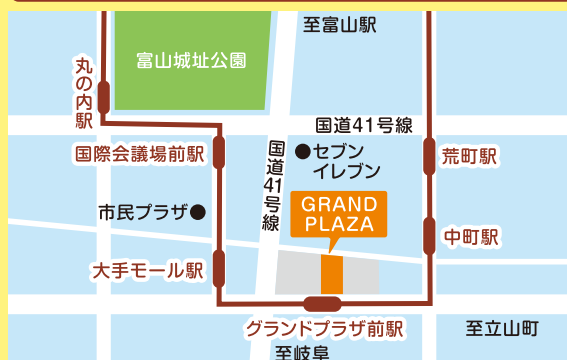 至富山駅
富山城址公園
丸の内駅
国道41号線
国際会議場前駅
国道41号線
セブン
イレブン
荒町駅
GRAND
PLAZA
市民プラザ
中町駅
大手モール駅
グランドプラザ前駅
至立山町
至岐阜